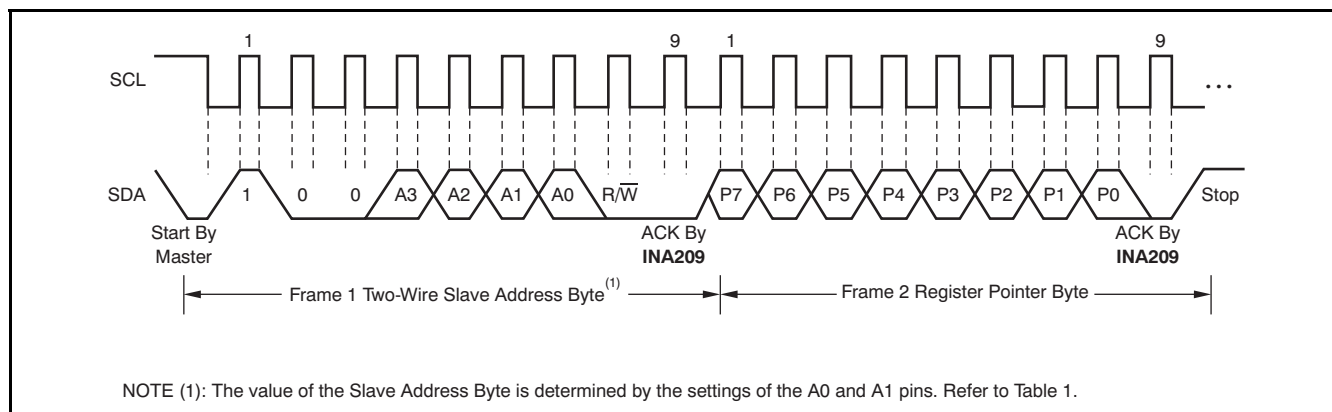 1 9 1 9
SCL ...
SDA 1 0 0 A3 A2 A1 A0 R/W̅ P7 P6 P5 P4 P3 P2 P1 P0 Stop
Start By Master
ACK By INA209
ACK By INA209
Frame 1 Two-Wire Slave Address Byte(1)
Frame 2 Register Pointer Byte
NOTE (1): The value of the Slave Address Byte is determined by the settings of the A0 and A1 pins. Refer to Table 1.